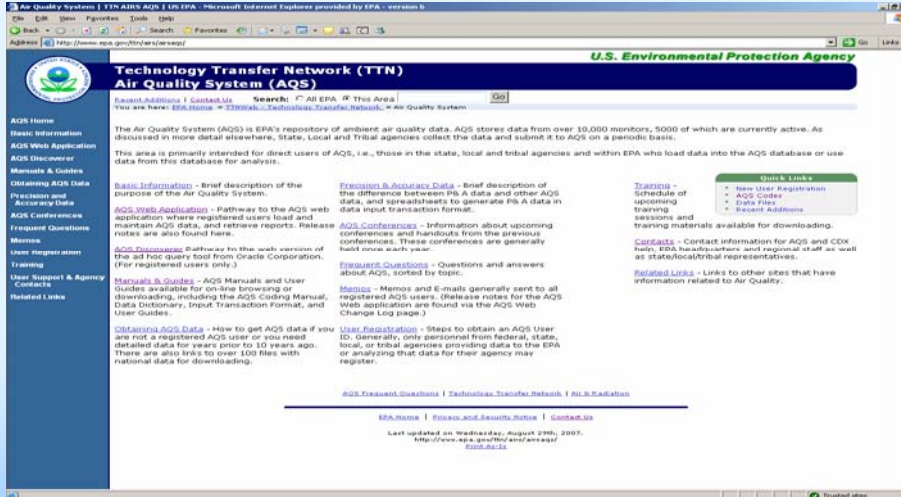 Air Quality System | TTN AIRS AQS | US EPA - Microsoft Internet Explorer provided by EPA - version 6
File Edit View Favorites Tools Help
Back Search Favorites
Address http://www.epa.gov/ttn/airs/airsaqs/ Go Links
U.S. Environmental Protection Agency
Technology Transfer Network (TTN)
Air Quality System (AQS)
Recent Additions | Contact Us Search: All EPA This Area Go
You are here: EPA Home » TTNWeb - Technology Transfer Network » Air Quality System
AQS Home
Basic Information
AQS Web Application
AQS Discoverer
Manuals & Guides
Obtaining AQS Data
Precision and
Accuracy Data
AQS Conferences
Frequent Questions
Memos
User Registration
Training
User Support & Agency
Contacts
Related Links
The Air Quality System (AQS) is EPA's repository of ambient air quality data. AQS stores data from over 10,000 monitors, 5000 of which are currently active. As
discussed in more detail elsewhere, State, Local and Tribal agencies collect the data and submit it to AQS on a periodic basis.
This area is primarily intended for direct users of AQS, i.e., those in the state, local and tribal agencies and within EPA who load data into the AQS database or use
data from this database for analysis.
Basic Information - Brief description of the
purpose of the Air Quality System.
AQS Web Application - Pathway to the AQS web
application where registered users load and
maintain AQS data, and retrieve reports. Release
notes are also found here.
AQS Discoverer Pathway to the web version of
the ad hoc query tool from Oracle Corporation.
(For registered users only.)
Manuals & Guides - AQS Manuals and User
Guides available for on-line browsing or
downloading, including the AQS Coding Manual,
Data Dictionary, Input Transaction Format, and
User Guides.
Obtaining AQS Data - How to get AQS data if you
are not a registered AQS user or you need
detailed data for years prior to 10 years ago.
There are also links to over 100 files with
national data for downloading.
Precision & Accuracy Data - Brief description of
the difference between P& A data and other AQS
data, and spreadsheets to generate P& A data in
data input transaction format.
AQS Conferences - Information about upcoming
conferences and handouts from the previous
conferences. These conferences are generally
held once each year.
Frequent Questions - Questions and answers
about AQS, sorted by topic.
Memos - Memos and E-mails generally sent to all
registered AQS users. (Release notes for the AQS
Web application are found via the AQS Web
Change Log page.)
User Registration - Steps to obtain an AQS User
ID. Generally, only personnel from federal, state,
local, or tribal agencies providing data to the EPA
or analyzing that data for their agency may
register.
Training -
Schedule of
upcoming
training
sessions and
training materials available for downloading.
Contacts - Contact information for AQS and CDX
help, EPA headquarters and regional staff as well
as state/local/tribal representatives.
Related Links - Links to other sites that have
information related to Air Quality.
Quick Links
New User Registration
AQS Codes
Data Files
Recent Additions
AQS Frequent Questions | Technology Transfer Network | Air & Radiation
EPA Home | Privacy and Security Notice | Contact Us
Last updated on Wednesday, August 29th, 2007.
http://www.epa.gov/ttn/airs/airsaqs/
Print As-Is
Trusted sites